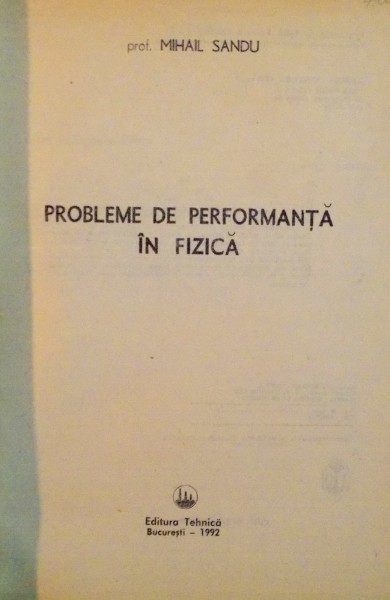 prof. MIHAIL SANDU
PROBLEME DE PERFORMANȚĂ
ÎN FIZICĂ
Editura Tehnică
București – 1992